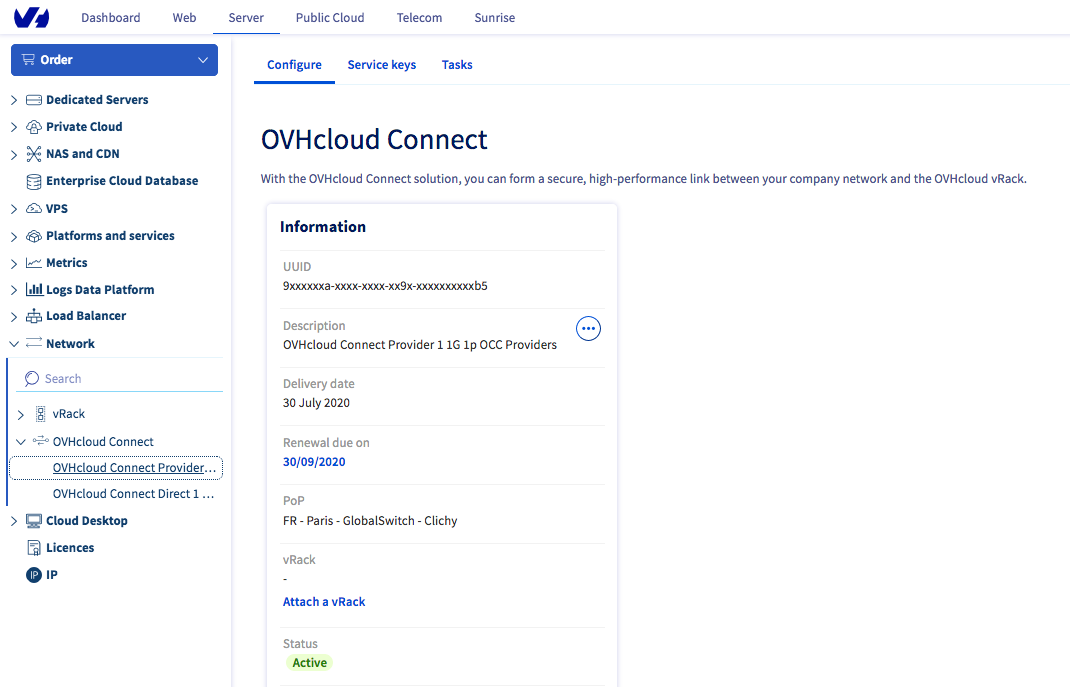 Dashboard Web Server Public Cloud Telecom Sunrise
Order
Dedicated Servers
Private Cloud
NAS and CDN
Enterprise Cloud Database
VPS
Platforms and services
Metrics
Logs Data Platform
Load Balancer
Network
Search
vRack
OVHcloud Connect
OVHcloud Connect Provider...
OVHcloud Connect Direct 1 ...
Cloud Desktop
Licences
IP IP
Configure Service keys Tasks
OVHcloud Connect
With the OVHcloud Connect solution, you can form a secure, high-performance link between your company network and the OVHcloud vRack.
Information
UUID
9xxxxxxa-xxxx-xxxx-xx9x-xxxxxxxxxxb5
Description
OVHcloud Connect Provider 1 1G 1p OCC Providers
Delivery date
30 July 2020
Renewal due on
30/09/2020
PoP
FR - Paris - GlobalSwitch - Clichy
vRack
-
Attach a vRack
Status
Active